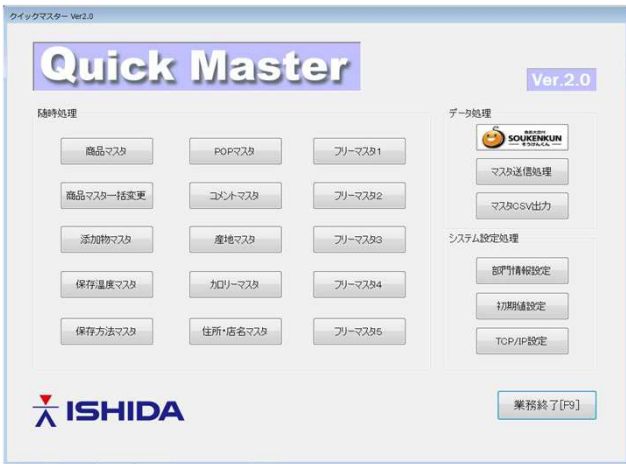 クイックマスター Ver2.0
Quick Master
Ver.2.0
随時処理
商品マスタ
POPマスタ
フリーマスタ1
商品マスター括変更
コメントマスタ
フリーマスタ2
添加物マスタ
産地マスタ
フリーマスタ3
保存温度マスタ
カロリーマスタ
フリーマスタ4
保存方法マスタ
住所・店名マスタ
フリーマスタ5
データ処理
SOUKENKUN
そうけんくん
マスタ送信処理
マスタCSV出力
システム設定処理
部門情報設定
初期値設定
TCP/IP設定
ISHIDA
業務終了[F9]